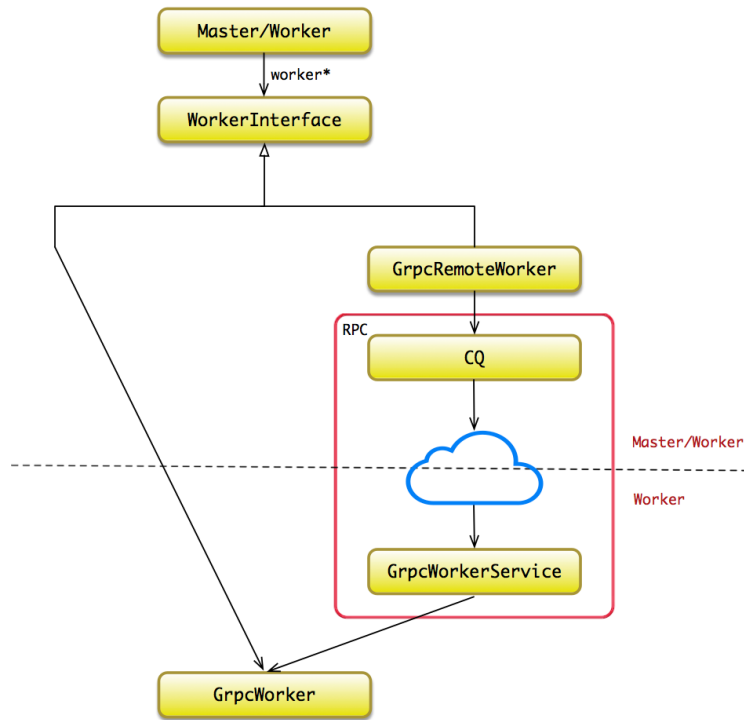 Master/Worker
worker*
WorkerInterface
GrpcRemoteWorker
RPC
CQ
Master/Worker
Worker
GrpcWorkerService
GrpcWorker